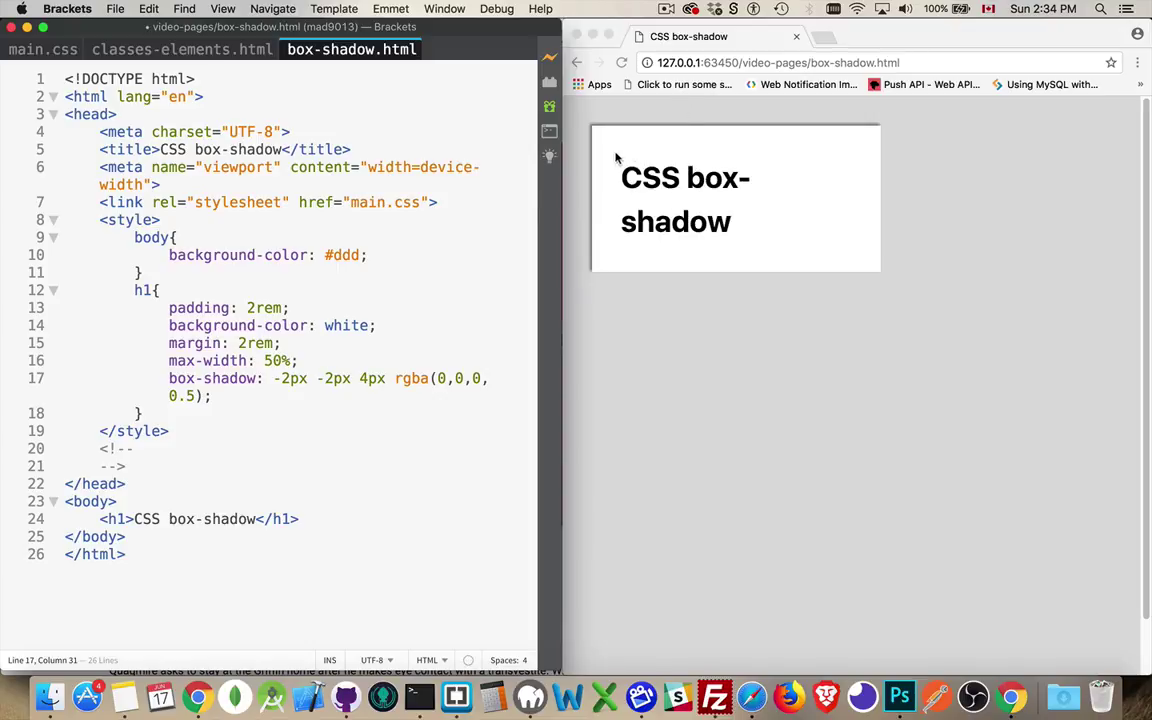 Brackets File Edit Find View Navigate Template Emmet Window Debug Help 100% Sun 2:34 PM
• video-pages/box-shadow.html (mad9013) — Brackets
main.css classes-elements.html box-shadow.html
1 <!DOCTYPE html>
2 <html lang="en">
3 <head>
4 <meta charset="UTF-8">
5 <title>CSS box-shadow</title>
6 <meta name="viewport" content="width=device-
width">
7 <link rel="stylesheet" href="main.css">
8 <style>
9 body{
10 background-color: #ddd;
11 }
12 h1{
13 padding: 2rem;
14 background-color: white;
15 margin: 2rem;
16 max-width: 50%;
17 box-shadow: -2px -2px 4px rgba(0,0,0,
0.5);
18 }
19 </style>
20 <!--
21 -->
22 </head>
23 <body>
24 <h1>CSS box-shadow</h1>
25 </body>
26 </html>
Line 17, Column 31 — 26 Lines INS UTF-8 HTML Spaces: 4
CSS box-shadow
127.0.0.1:63450/video-pages/box-shadow.html
Apps Click to run some s... Web Notification Im... Push API - Web API... Using MySQL with... »
CSS box-
shadow
4
JUL
17
Ps